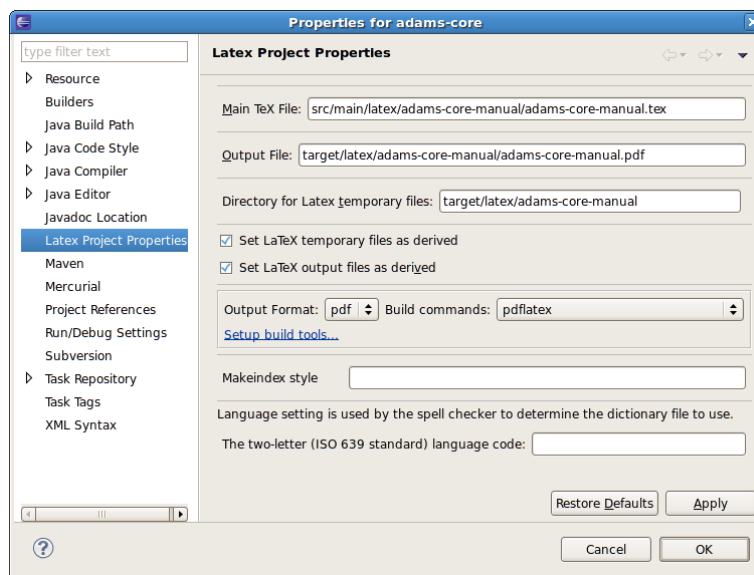 Properties for adams-core
type filter text
Resource
Builders
Java Build Path
Java Code Style
Java Compiler
Java Editor
Javadoc Location
Latex Project Properties
Maven
Mercurial
Project References
Run/Debug Settings
Subversion
Task Repository
Task Tags
XML Syntax
Latex Project Properties
Main TeX File: src/main/latex/adams-core-manual/adams-core-manual.tex
Output File: target/latex/adams-core-manual/adams-core-manual.pdf
Directory for Latex temporary files: target/latex/adams-core-manual
Set LaTeX temporary files as derived
Set LaTeX output files as derived
Output Format: pdf Build commands: pdflatex
Setup build tools...
Makeindex style
Language setting is used by the spell checker to determine the dictionary file to use.
The two-letter (ISO 639 standard) language code:
Restore Defaults Apply
? Cancel OK